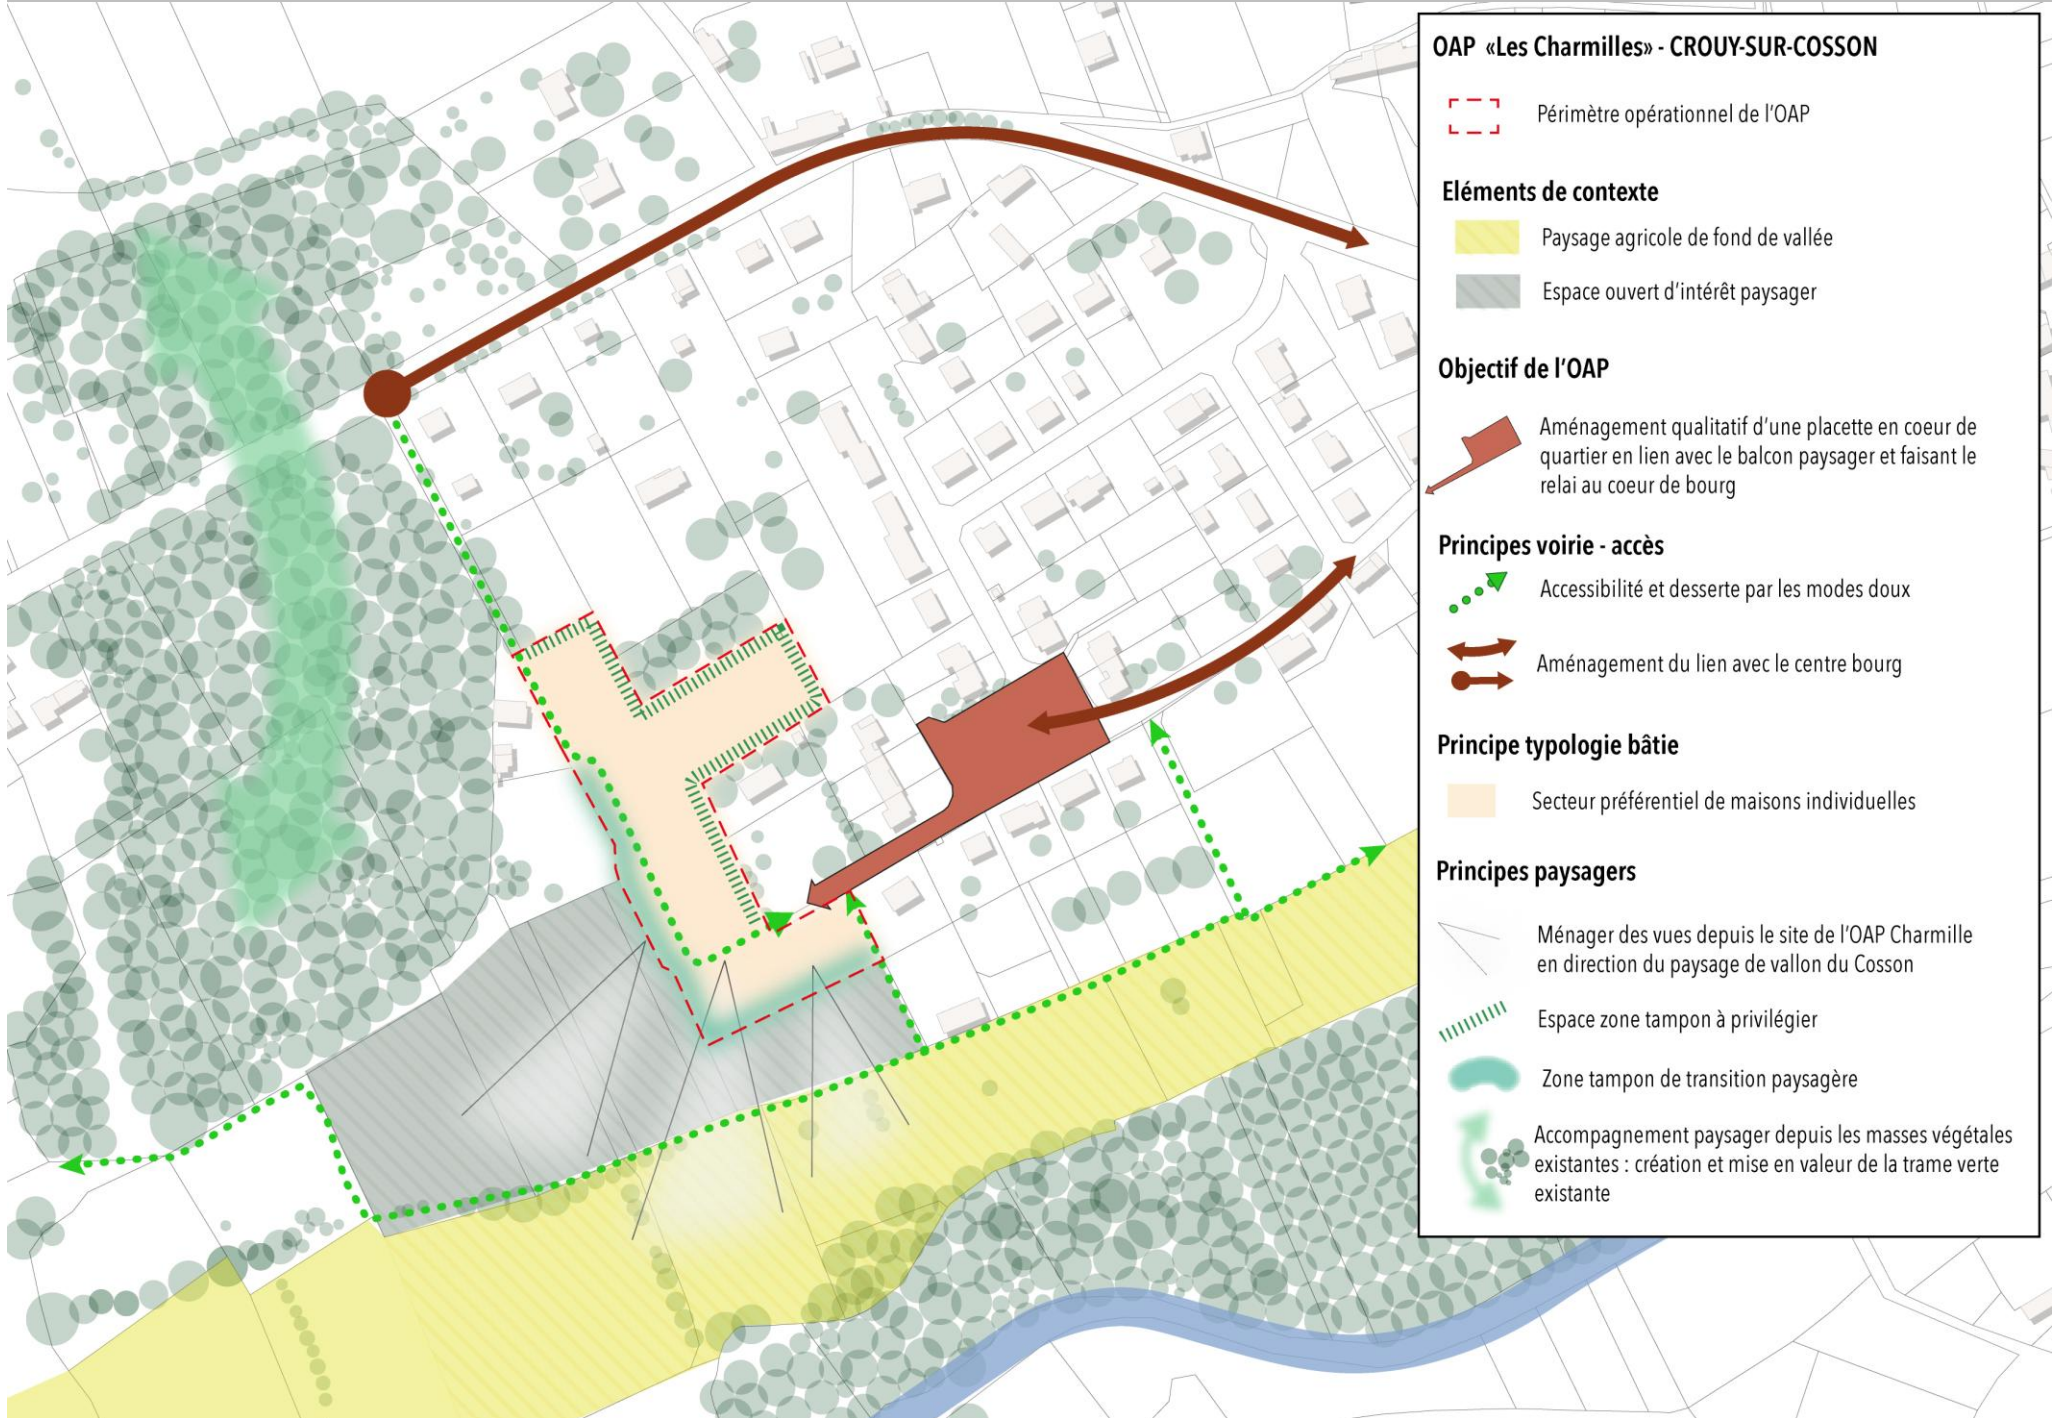 OAP «Les Charmilles» - CROUY-SUR-COSSON
Périmètre opérationnel de l'OAP
Eléments de contexte
Paysage agricole de fond de vallée
Espace ouvert d'intérêt paysager
Objectif de l'OAP
Aménagement qualitatif d'une placette en coeur de
quartier en lien avec le balcon paysager et faisant le
relai au coeur de bourg
Principes voirie - accès
Accessibilité et desserte par les modes doux
Aménagement du lien avec le centre bourg
Principe typologie bâtie
Secteur préférentiel de maisons individuelles
Principes paysagers
Ménager des vues depuis le site de l'OAP Charmille
en direction du paysage de vallon du Cosson
Espace zone tampon à privilégier
Zone tampon de transition paysagère
Accompagnement paysager depuis les masses végétales
existantes : création et mise en valeur de la trame verte
existante